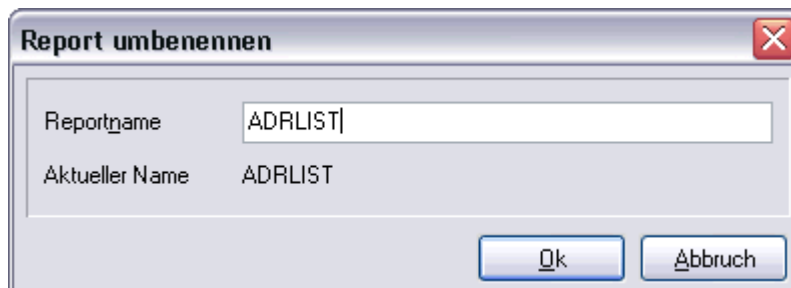 Report umbenennen
Reportname ADRLIST
Aktueller Name ADRLIST
Ok Abbruch